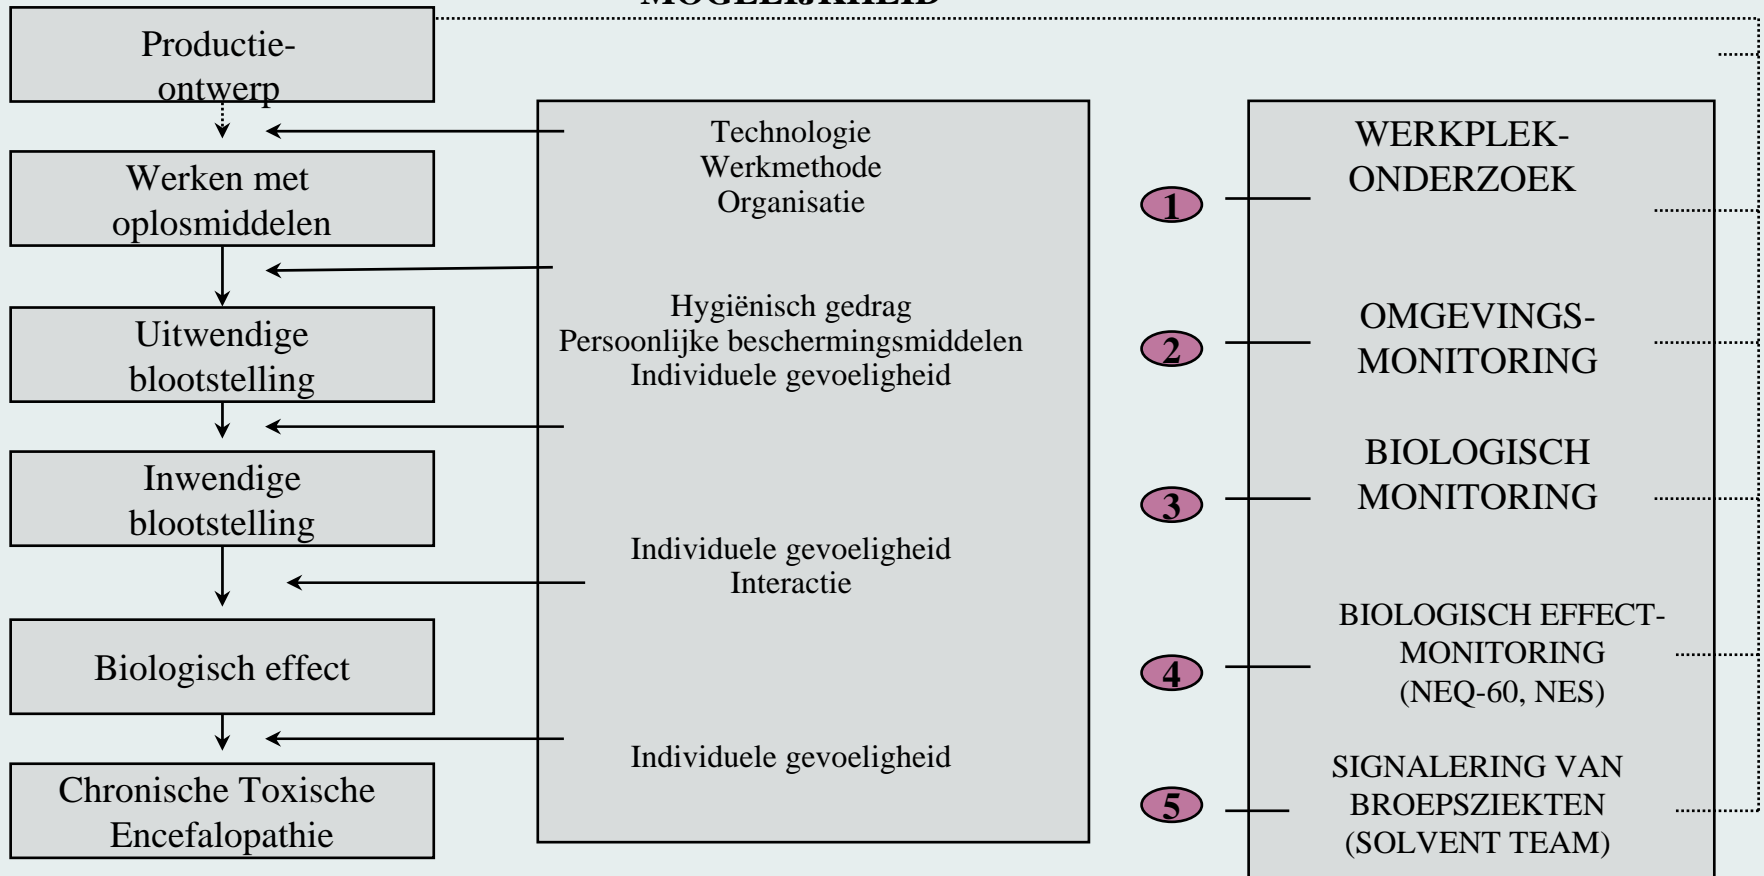 MOGELIJKHEID
Productie-
ontwerp
Werken met
oplosmiddelen
Uitwendige
blootstelling
Inwendige
blootstelling
Biologisch effect
Chronische Toxische
Encefalopathie
Technologie
Werkmethode
Organisatie
Hygiënisch gedrag
Persoonlijke beschermingsmiddelen
Individuele gevoeligheid
Individuele gevoeligheid
Interactie
Individuele gevoeligheid
1
2
3
4
5
WERKPLEK-
ONDERZOEK
OMGEVINGS-
MONITORING
BIOLOGISCH
MONITORING
BIOLOGISCH EFFECT-
MONITORING
(NEQ-60, NES)
SIGNALERING VAN
BROEPSZIEKTEN
(SOLVENT TEAM)